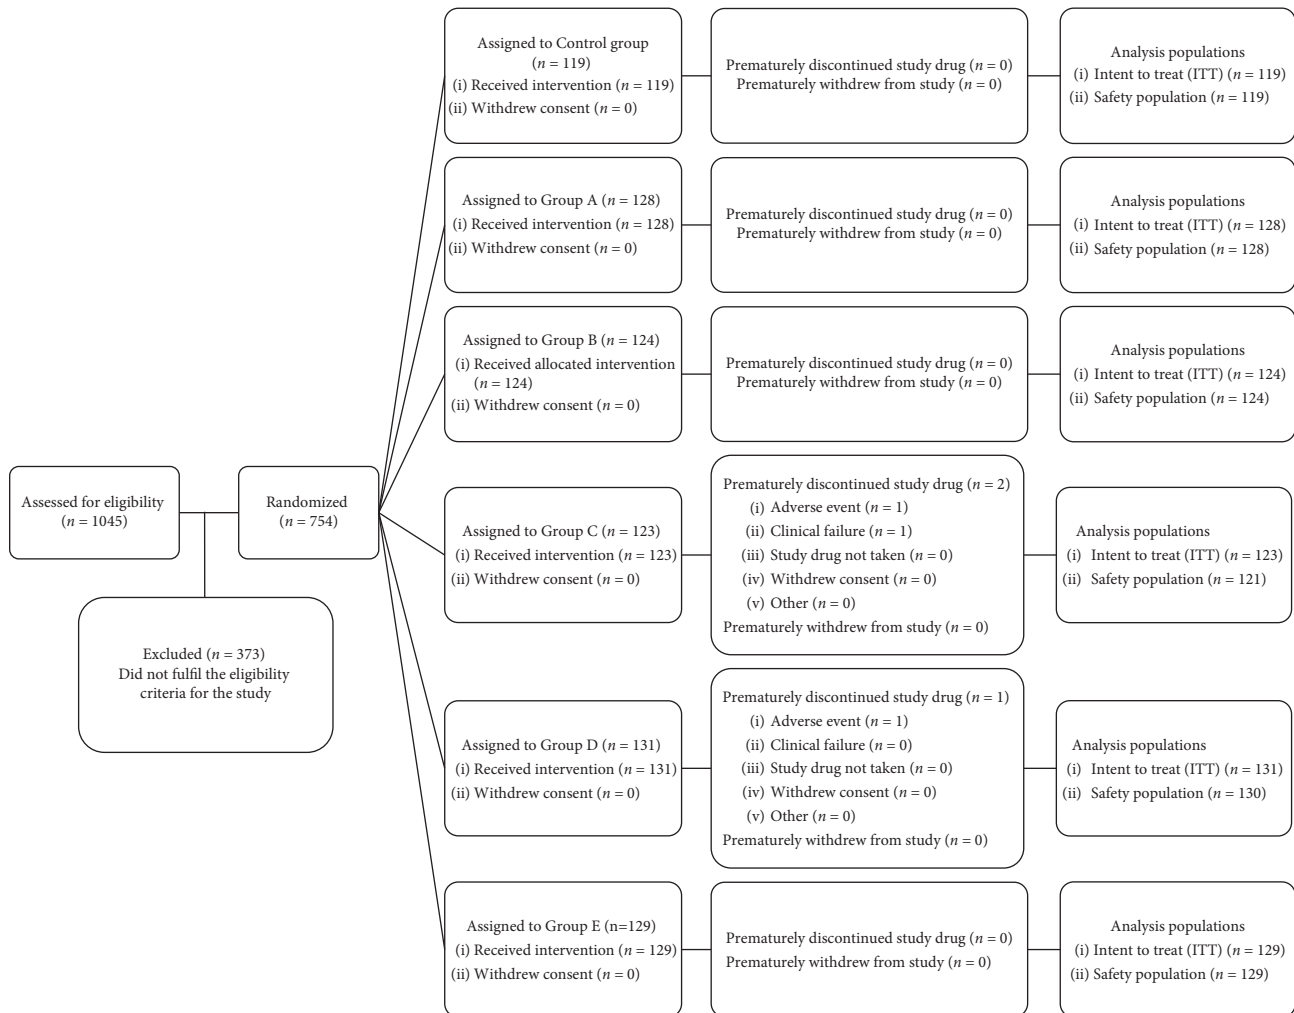 Assessed for eligibility
(n = 1045)
Randomized
(n = 754)
Excluded (n = 373)
Did not fulfil the eligibility
criteria for the study
Assigned to Control group
(n = 119)
(i) Received intervention (n = 119)
(ii) Withdrew consent (n = 0)
Prematurely discontinued study drug (n = 0)
Prematurely withdrew from study (n = 0)
Analysis populations
(i) Intent to treat (ITT) (n = 119)
(ii) Safety population (n = 119)
Assigned to Group A (n = 128)
(i) Received intervention (n = 128)
(ii) Withdrew consent (n = 0)
Prematurely discontinued study drug (n = 0)
Prematurely withdrew from study (n = 0)
Analysis populations
(i) Intent to treat (ITT) (n = 128)
(ii) Safety population (n = 128)
Assigned to Group B (n = 124)
(i) Received allocated intervention
(n = 124)
(ii) Withdrew consent (n = 0)
Prematurely discontinued study drug (n = 0)
Prematurely withdrew from study (n = 0)
Analysis populations
(i) Intent to treat (ITT) (n = 124)
(ii) Safety population (n = 124)
Assigned to Group C (n = 123)
(i) Received intervention (n = 123)
(ii) Withdrew consent (n = 0)
Prematurely discontinued study drug (n = 2)
(i) Adverse event (n = 1)
(ii) Clinical failure (n = 1)
(iii) Study drug not taken (n = 0)
(iv) Withdrew consent (n = 0)
(v) Other (n = 0)
Prematurely withdrew from study (n = 0)
Analysis populations
(i) Intent to treat (ITT) (n = 123)
(ii) Safety population (n = 121)
Assigned to Group D (n = 131)
(i) Received intervention (n = 131)
(ii) Withdrew consent (n = 0)
Prematurely discontinued study drug (n = 1)
(i) Adverse event (n = 1)
(ii) Clinical failure (n = 0)
(iii) Study drug not taken (n = 0)
(iv) Withdrew consent (n = 0)
(v) Other (n = 0)
Prematurely withdrew from study (n = 0)
Analysis populations
(i) Intent to treat (ITT) (n = 131)
(ii) Safety population (n = 130)
Assigned to Group E (n=129)
(i) Received intervention (n = 129)
(ii) Withdrew consent (n = 0)
Prematurely discontinued study drug (n = 0)
Prematurely withdrew from study (n = 0)
Analysis populations
(i) Intent to treat (ITT) (n = 129)
(ii) Safety population (n = 129)